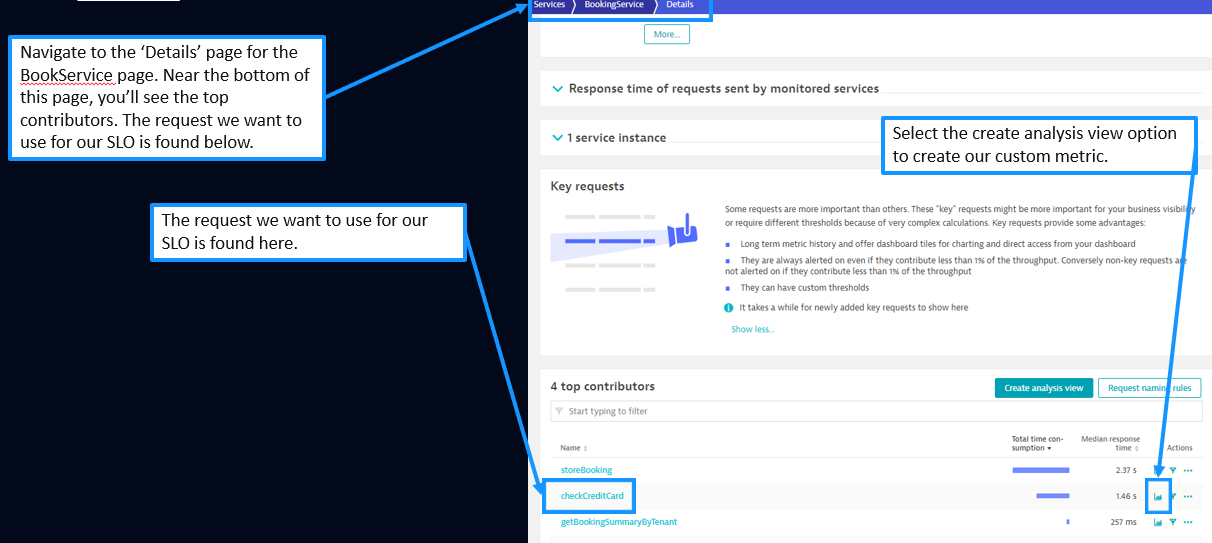 Services
BookingService
Details
Navigate to the ‘Details’ page for the
BookService page. Near the bottom of
this page, you’ll see the top
contributors. The request we want to
use for our SLO is found below.
More...
Response time of requests sent by monitored services
1 service instance
Select the create analysis view option
to create our custom metric.
Key requests
The request we want to use for our
SLO is found here.
Some requests are more important than others. These "key" requests might be more important for your business visibility
or require different thresholds because of very complex calculations. Key requests provide some advantages:
Long term metric history and offer dashboard tiles for charting and direct access from your dashboard
They are always alerted on even if they contribute less than 1% of the throughput. Conversely non-key requests are
not alerted on if they contribute less than 1% of the throughput
They can have custom thresholds
It takes a while for newly added key requests to show here
Show less...
4 top contributors
Create analysis view
Request naming rules
Start typing to filter
Name
Total time con-
sumption
Median response
time
Actions
storeBooking
2.37 s
checkCreditCard
1.46 s
getBookingSummaryByTenant
257 ms